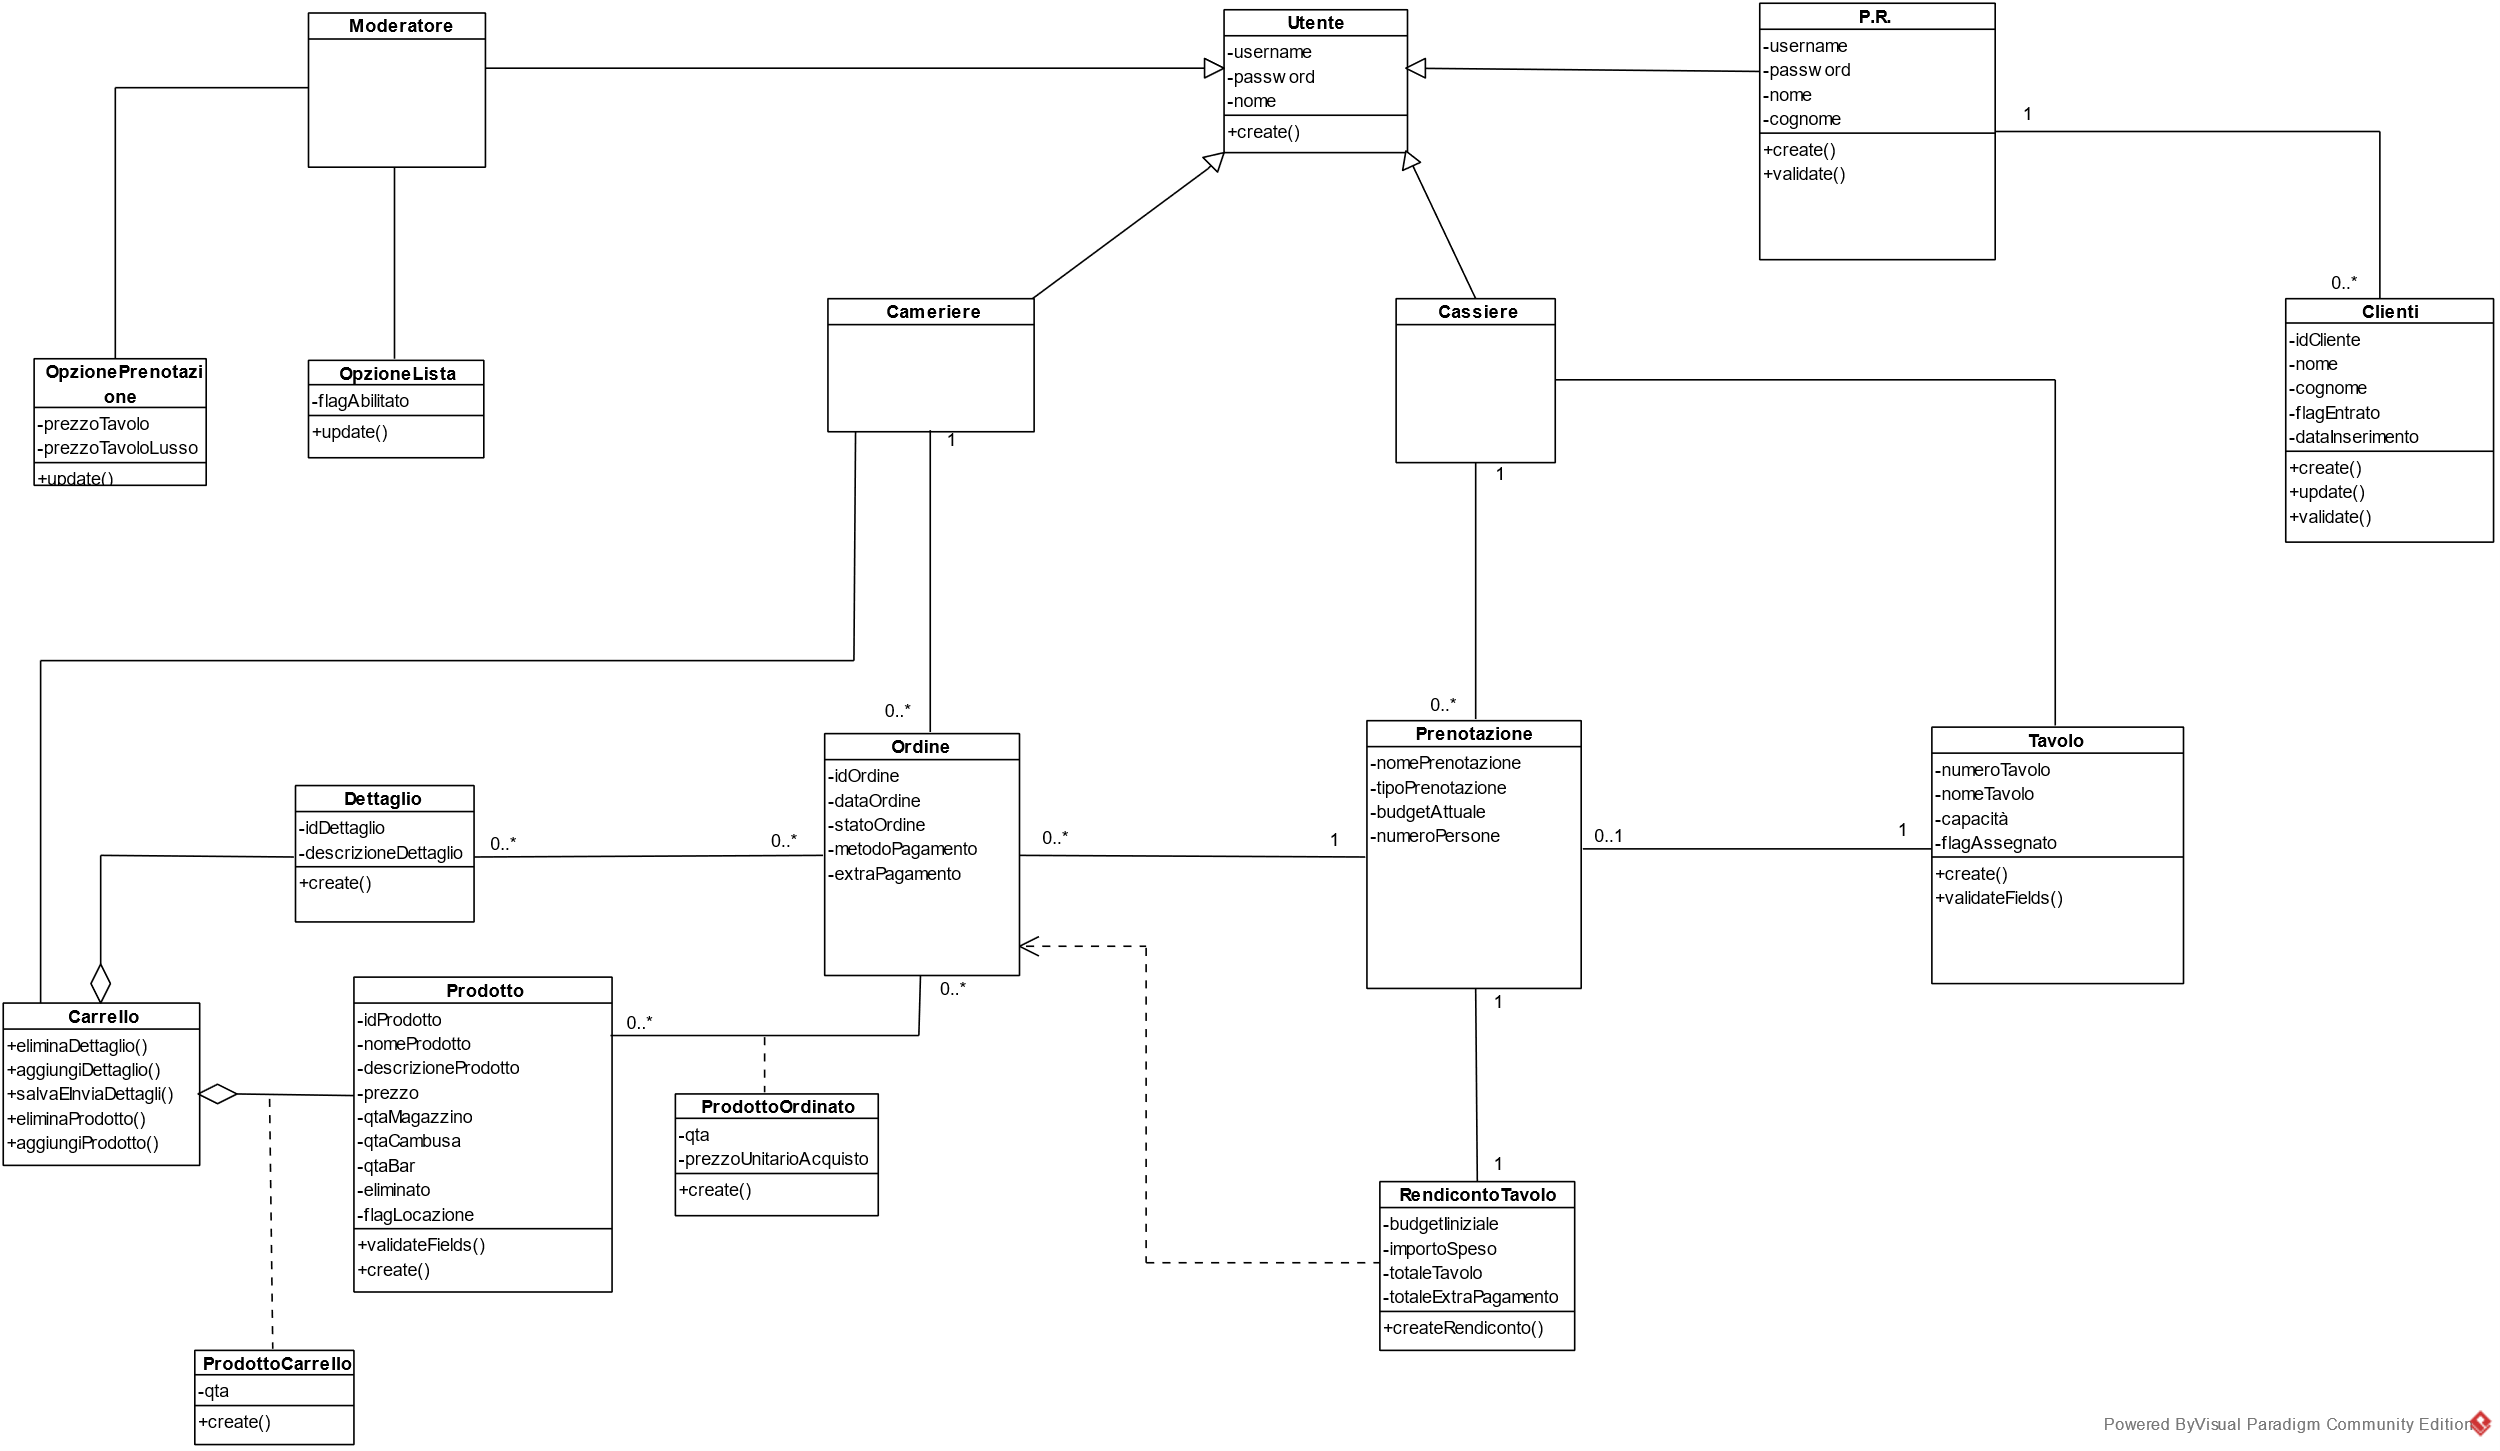 Moderatore
Utente
-username
-password
-nome
+create()
P.R.
-username
-password
-nome
-cognome
+create()
+validate()
1
0..*
Clienti
-idCliente
-nome
-cognome
-flagEntrato
-dataInserimento
+create()
+update()
+validate()
Cameriere
1
Cassiere
1
OpzionePrenotazi
one
-prezzoTavolo
-prezzoTavoloLusso
+update()
OpzioneLista
-flagAbilitato
+update()
0..*
Ordine
-idOrdine
-dataOrdine
-statoOrdine
-metodoPagamento
-extraPagamento
0..*
Prenotazione
-nomePrenotazione
-tipoPrenotazione
-budgetAttuale
-numeroPersone
Tavolo
-numeroTavolo
-nomeTavolo
-capacità
-flagAssegnato
+create()
+validateFields()
Dettaglio
-idDettaglio
-descrizioneDettaglio
+create()
0..*
0..*
0..*
1
0..1
1
0..*
1
Carrello
+eliminaDettaglio()
+aggiungiDettaglio()
+salvaEInviaDettagli()
+eliminaProdotto()
+aggiungiProdotto()
Prodotto
-idProdotto
-nomeProdotto
-descrizioneProdotto
-prezzo
-qtaMagazzino
-qtaCambusa
-qtaBar
-eliminato
-flagLocazione
+validateFields()
+create()
0..*
ProdottoOrdinato
-qta
-prezzoUnitarioAcquisto
+create()
1
RendicontoTavolo
-budgetIiniziale
-importoSpeso
-totaleTavolo
-totaleExtraPagamento
+createRendiconto()
ProdottoCarrello
-qta
+create()
Powered ByVisual Paradigm Community Edition